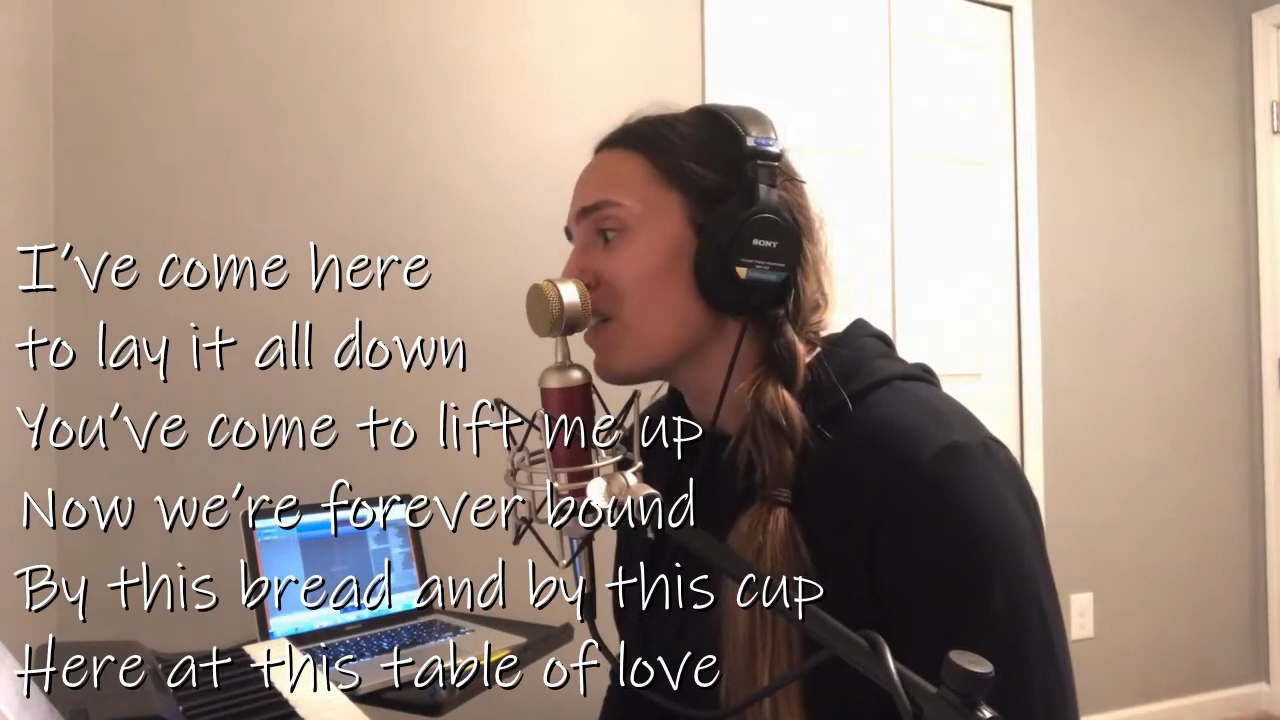 I've come here
to lay it all down
You've come to lift me up
Now we're forever bound
By this bread and by this cup
Here at this table of love
SONY